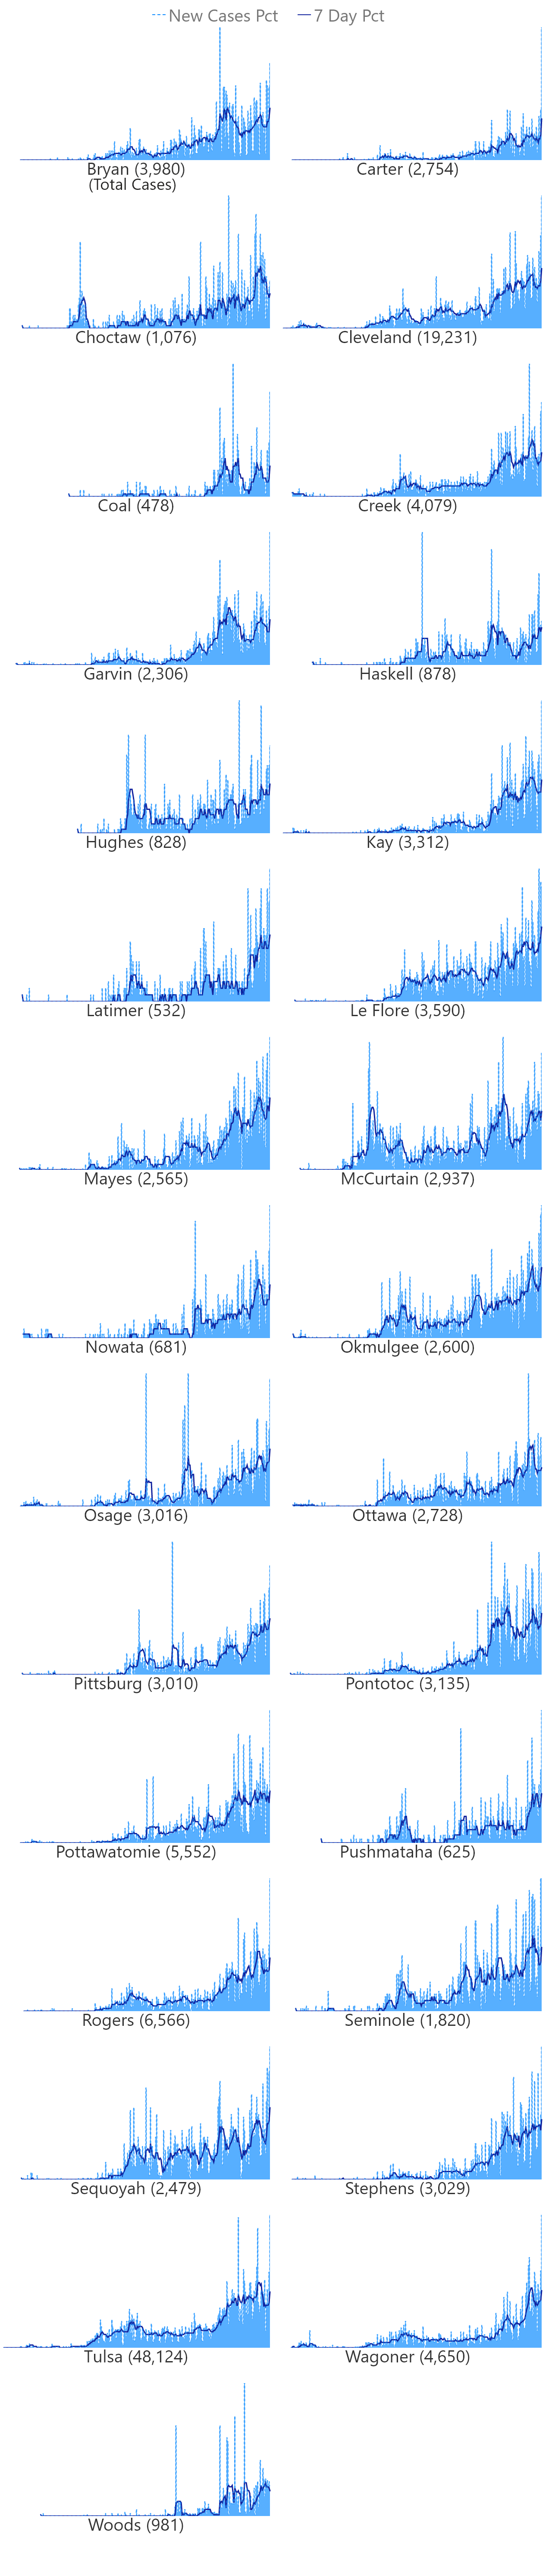 New Cases Pct 7 Day Pct
Bryan (3,980)
(Total Cases)
Carter (2,754)
Choctaw (1,076)
Cleveland (19,231)
Coal (478)
Creek (4,079)
Garvin (2,306)
Haskell (878)
Hughes (828)
Kay (3,312)
Latimer (532)
Le Flore (3,590)
Mayes (2,565)
McCurtain (2,937)
Nowata (681)
Okmulgee (2,600)
Osage (3,016)
Ottawa (2,728)
Pittsburg (3,010)
Pontotoc (3,135)
Pottawatomie (5,552)
Pushmataha (625)
Rogers (6,566)
Seminole (1,820)
Sequoyah (2,479)
Stephens (3,029)
Tulsa (48,124)
Wagoner (4,650)
Woods (981)